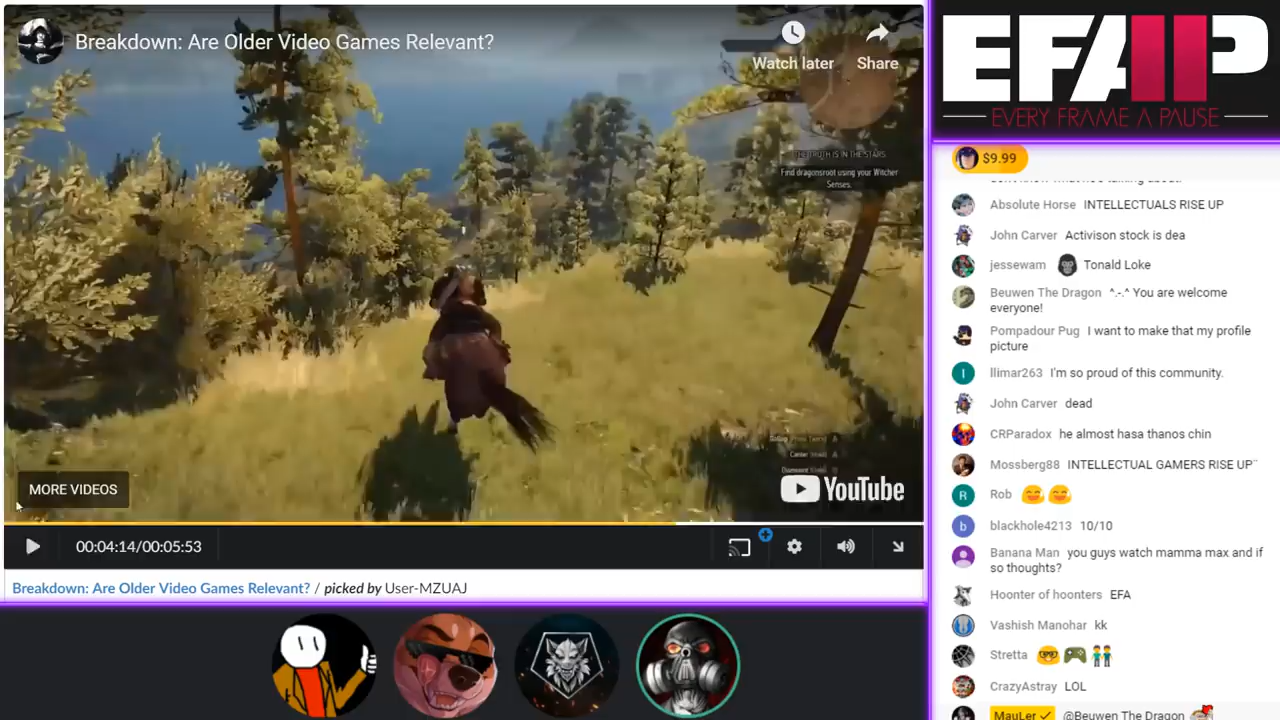 Breakdown: Are Older Video Games Relevant?
Watch later
Share
THE TRUTH IS IN THE STARS
Find dragonsroot using your Witcher
Senses.
MORE VIDEOS
YouTube
00:04:14/00:05:53
Breakdown: Are Older Video Games Relevant? / picked by User-MZUAJ
EFAP
EVERY FRAME A PAUSE
$9.99
Absolute Horse INTELLECTUALS RISE UP
John Carver Activison stock is dea
jessewam Tonald Loke
Beuwen The Dragon ^.-.^ You are welcome
everyone!
Pompadour Pug I want to make that my profile
picture
llimar263 I'm so proud of this community.
John Carver dead
CRParadox he almost hasa thanos chin
Mossberg88 INTELLECTUAL GAMERS RISE UP¨
Rob
blackhole4213 10/10
Banana Man you guys watch mamma max and if
so thoughts?
Hoonter of hoonters EFA
Vashish Manohar kk
Stretta
CrazyAstray LOL
MauLer @Beuwen The Dragon